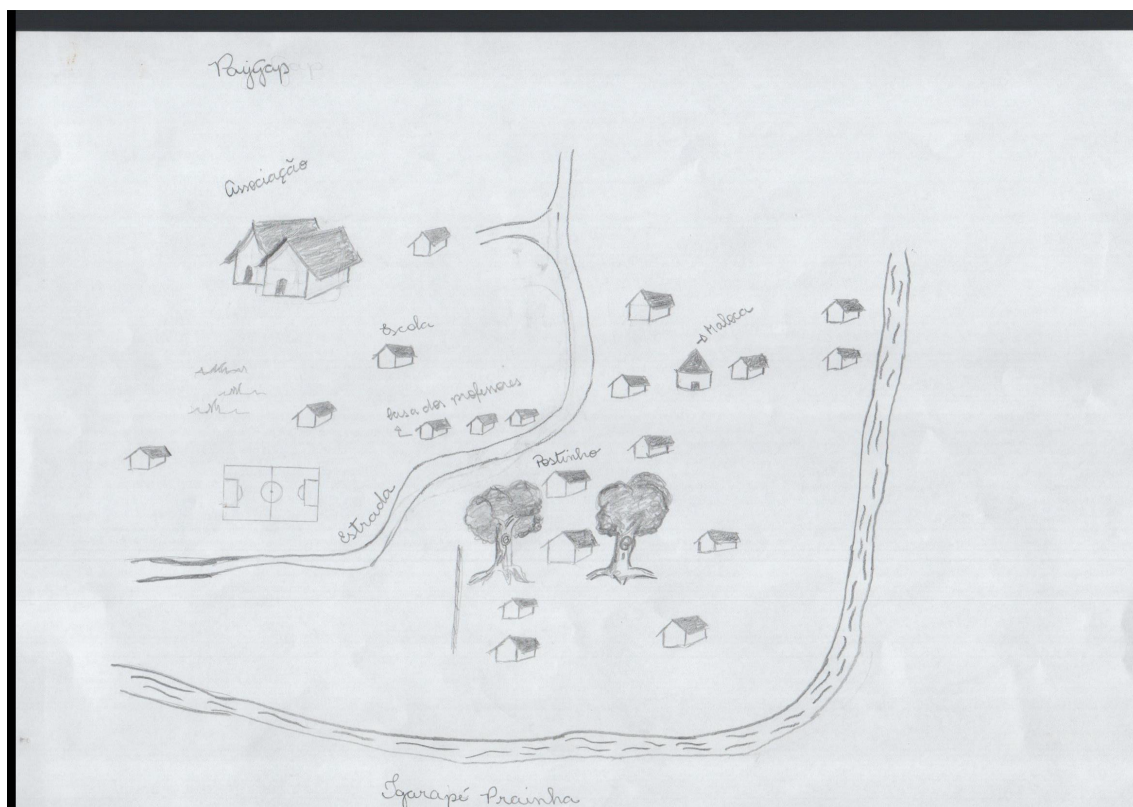 PayGap
Associação
Escola
Maloca
Casa dos professores
Postinho
Estrada
Igarapé Prainha